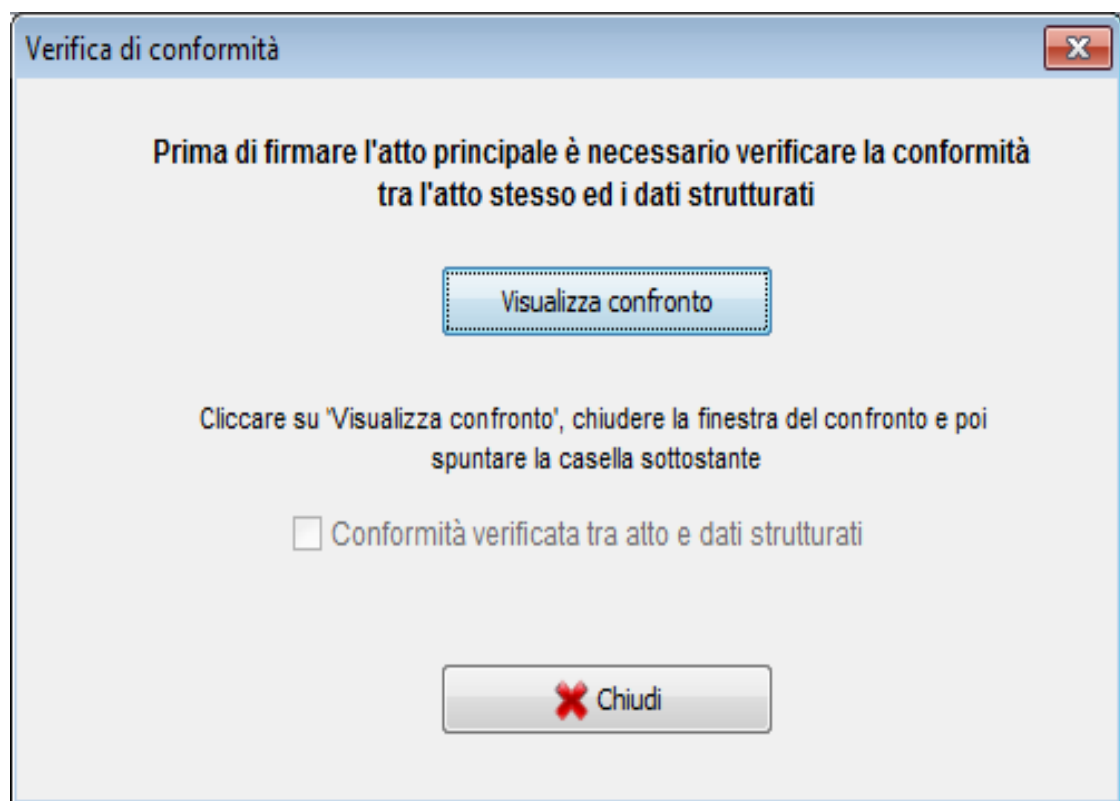 Verifica di conformità
Prima di firmare l'atto principale è necessario verificare la conformità
tra l'atto stesso ed i dati strutturati
Visualizza confronto
Cliccare su 'Visualizza confronto', chiudere la finestra del confronto e poi
spuntare la casella sottostante
Conformità verificata tra atto e dati strutturati
Chiudi